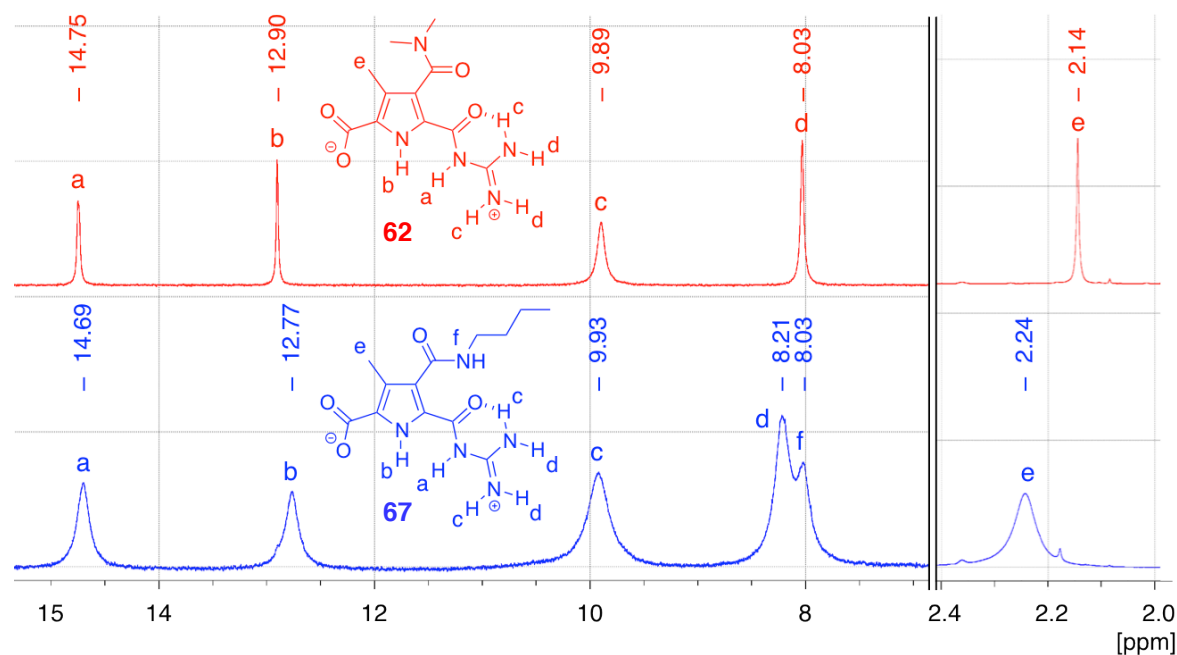 14.75 12.90 9.89 8.03 2.14
a b c d e
e N O
O O c H
O N N H d
⊖ H N
b H a N H
⊕
c H d
62
14.69 12.77 9.93 8.21 8.03 2.24
a b c d f e
e O f NH
O O c H
O N N H d
⊖ H N
b H a N H
⊕
c H d
67
15 14 12 10 8 2.4 2.2 2.0
[ppm]